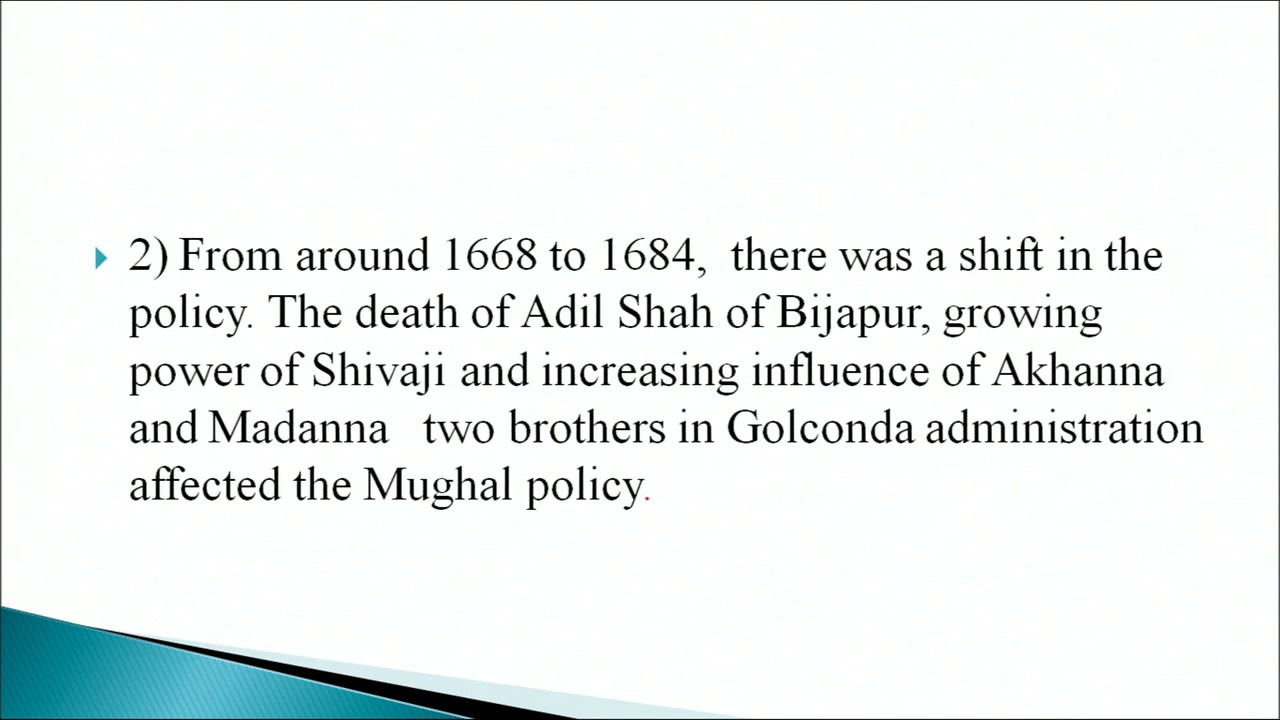 2) From around 1668 to 1684,  there was a shift in the
policy. The death of Adil Shah of Bijapur, growing
power of Shivaji and increasing influence of Akhanna
and Madanna   two brothers in Golconda administration
affected the Mughal policy.